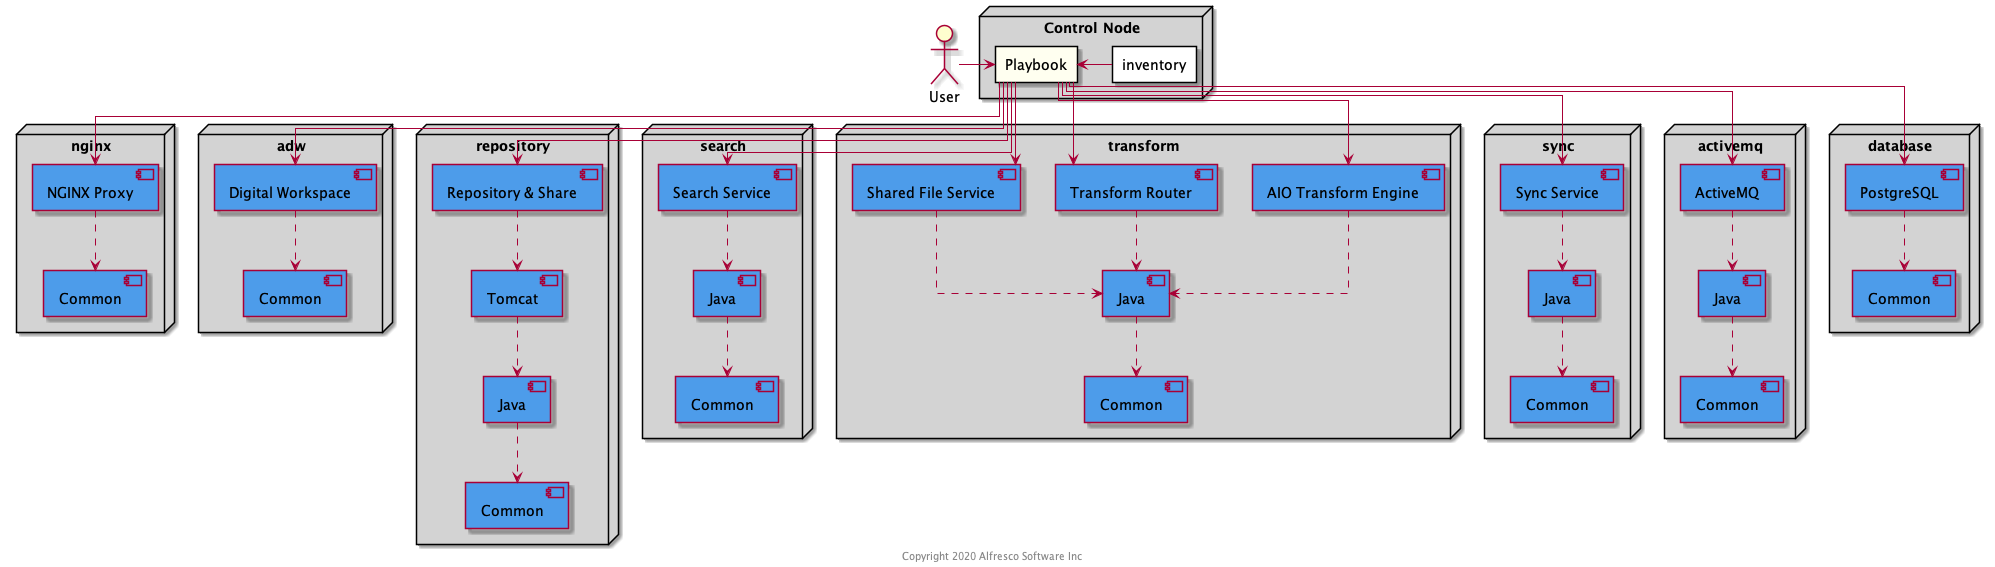 Control Node
Playbook
inventory
User
nginx
adw
repository
search
transform
sync
activemq
database
NGINX Proxy
Digital Workspace
Repository & Share
Search Service
Shared File Service
Transform Router
AIO Transform Engine
Sync Service
ActiveMQ
PostgreSQL
Common
Common
Tomcat
Java
Java
Java
Java
Common
Java
Common
Common
Common
Common
Common
Copyright 2020 Alfresco Software Inc